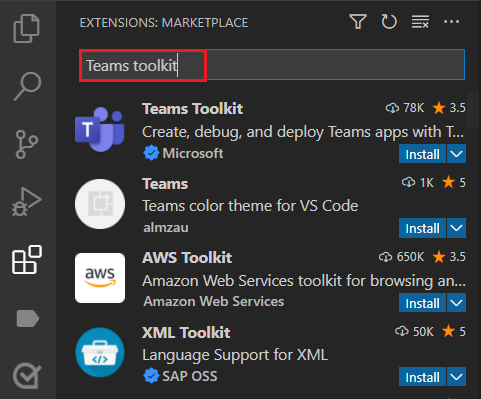 EXTENSIONS: MARKETPLACE
Teams toolkit
Teams Toolkit 78K 3.5
Create, debug, and deploy Teams apps with T...
Microsoft Install
Teams 1K 5
Teams color theme for VS Code
almzau Install
aws
AWS Toolkit 650K 3.5
Amazon Web Services toolkit for browsing an...
Amazon Web Services Install
XML Toolkit 50K 5
Language Support for XML
SAP OSS Install